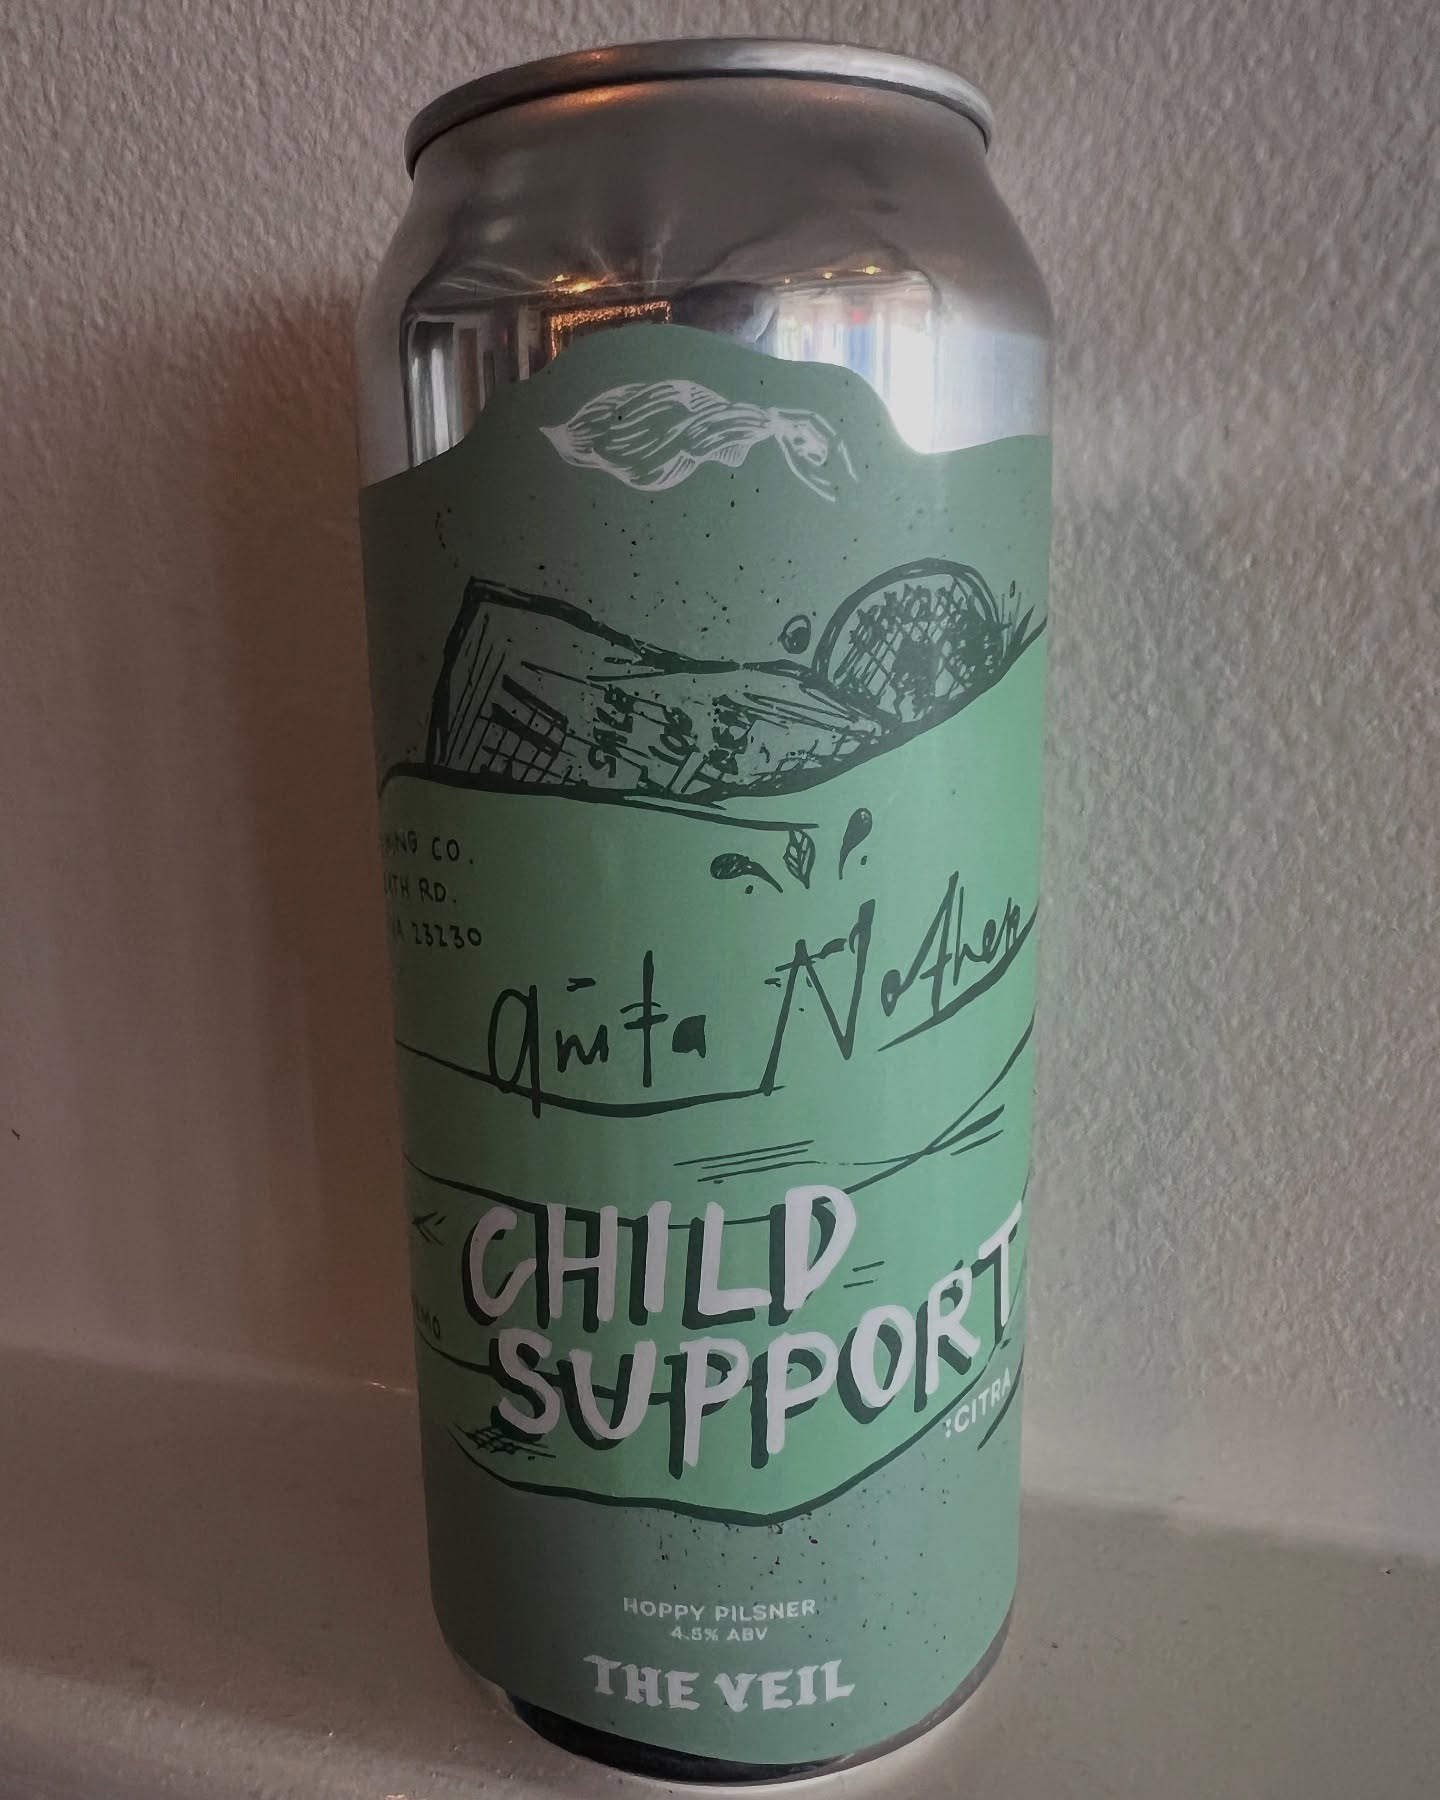 CO.
RD.
23230
anita Nother
CHILD
SUPPORT
:CITRA
HOPPY PILSNER
4.5% ABV
THE VEIL